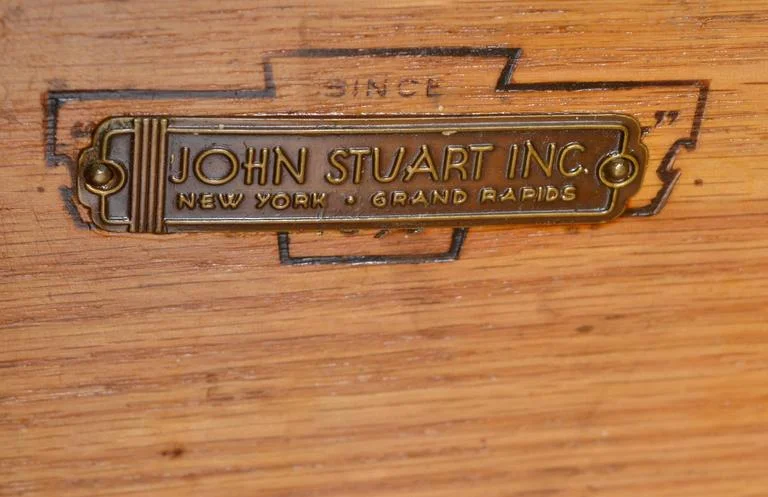 SINCE
JOHN STUART INC.
NEW YORK • GRAND RAPIDS